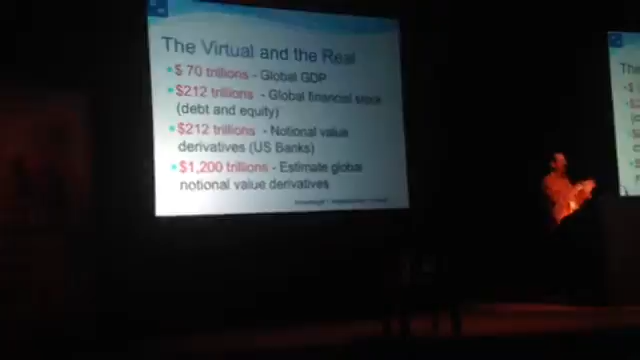 The Virtual and the Real
$ 70 trillions - Global GDP
$212 trillions - Global financial stock
(debt and equity)
$212 trillions - Notional value
derivatives (US Banks)
$1,200 trillions - Estimate global
notional value derivatives
The